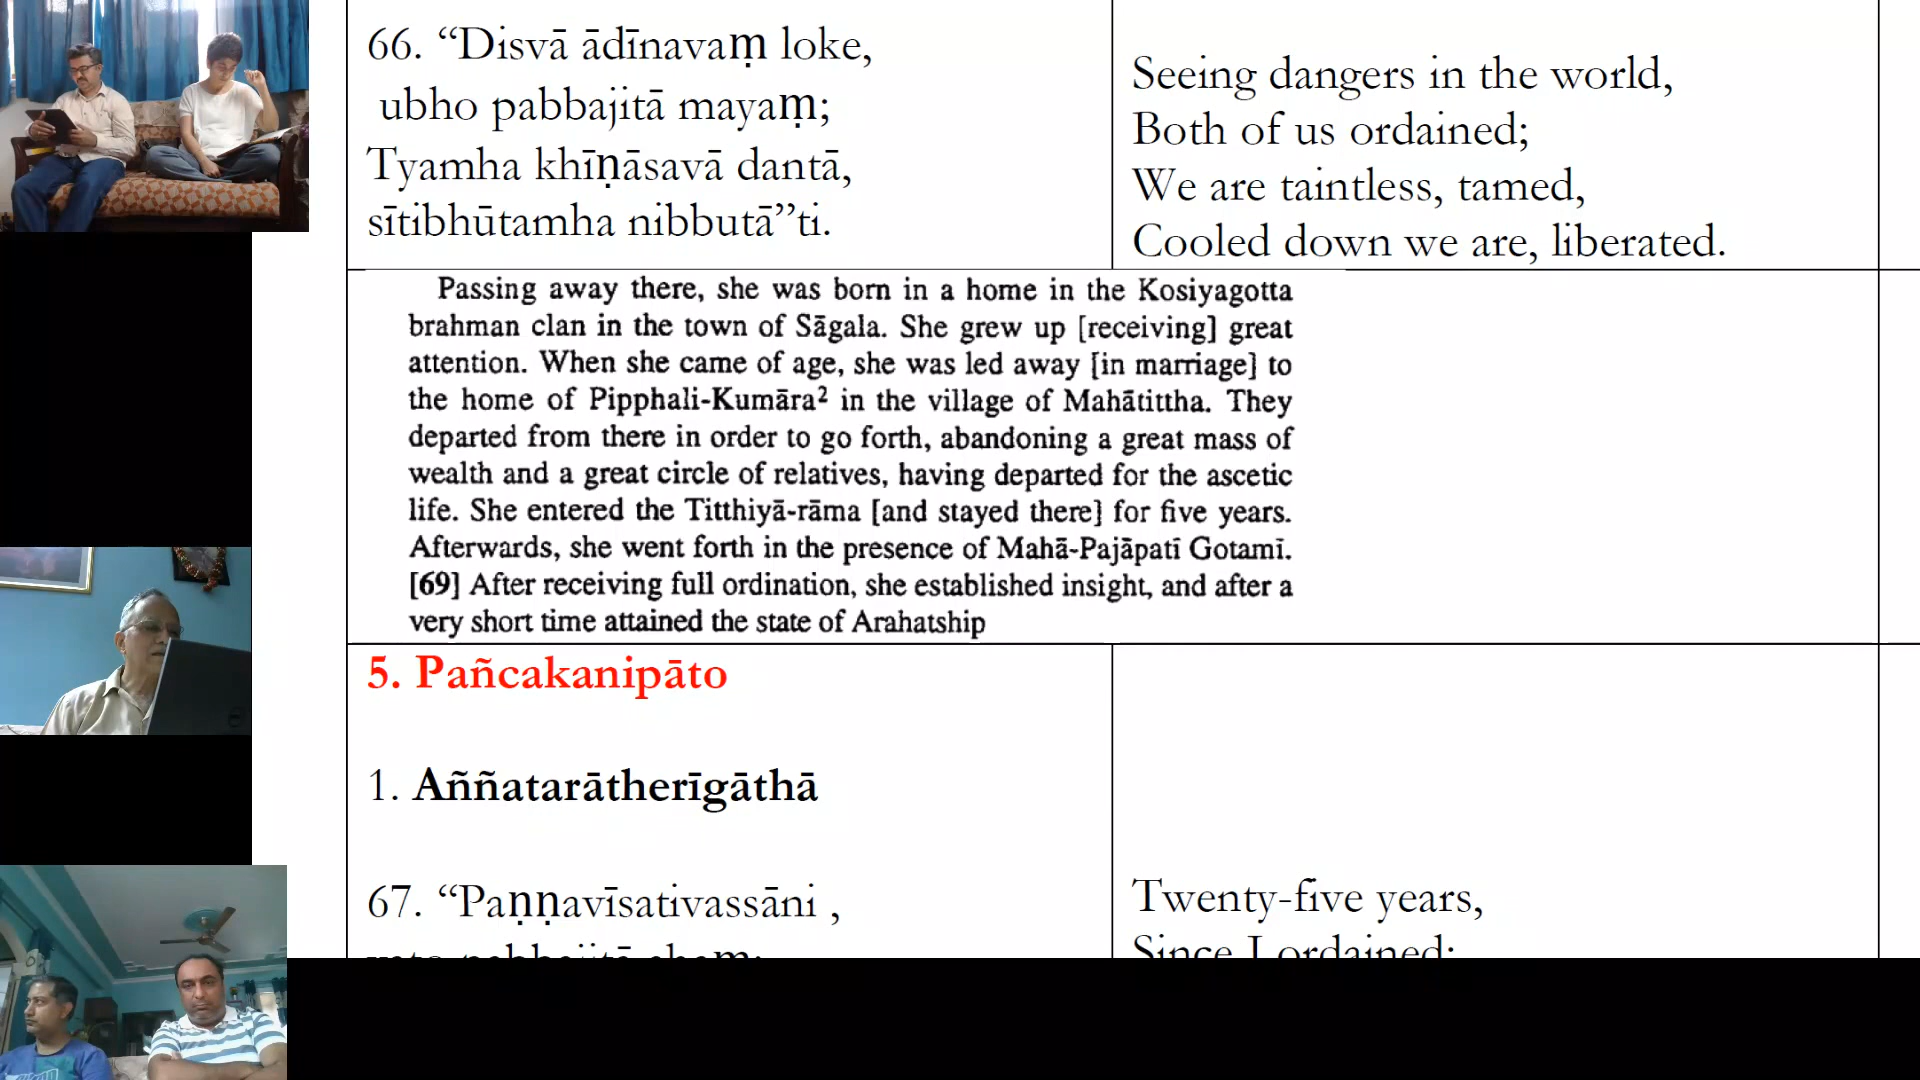 66. “Disvā ādīnavaṃ loke,
ubho pabbajitā mayaṃ;
Tyamha khīṇāsavā dantā,
sītibhūtamha nibbutā”ti.
Seeing dangers in the world,
Both of us ordained;
We are taintless, tamed,
Cooled down we are, liberated.
Passing away there, she was born in a home in the Kosiyagotta
brahman clan in the town of Sāgala. She grew up [receiving] great
attention. When she came of age, she was led away [in marriage] to
the home of Pipphali-Kumāra² in the village of Mahātittha. They
departed from there in order to go forth, abandoning a great mass of
wealth and a great circle of relatives, having departed for the ascetic
life. She entered the Titthiyā-rāma [and stayed there] for five years.
Afterwards, she went forth in the presence of Mahā-Pajāpatī Gotamī.
[69] After receiving full ordination, she established insight, and after a
very short time attained the state of Arahatship
5. Pañcakanipāto
1. Aññatarātherīgāthā
67. “Paṇṇavīsativassāni ,
yato pabbajitā ahaṃ;
Twenty-five years,
Since I ordained;